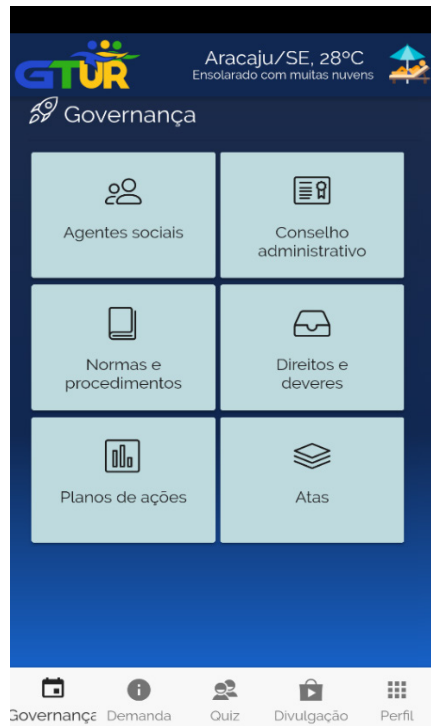 GTUR
Aracaju/SE, 28ºC
Ensolarado com muitas nuvens
Governança
Agentes sociais
Conselho
administrativo
Normas e
procedimentos
Direitos e
deveres
Planos de ações
Atas
Governança
Demanda
Quiz
Divulgação
Perfil